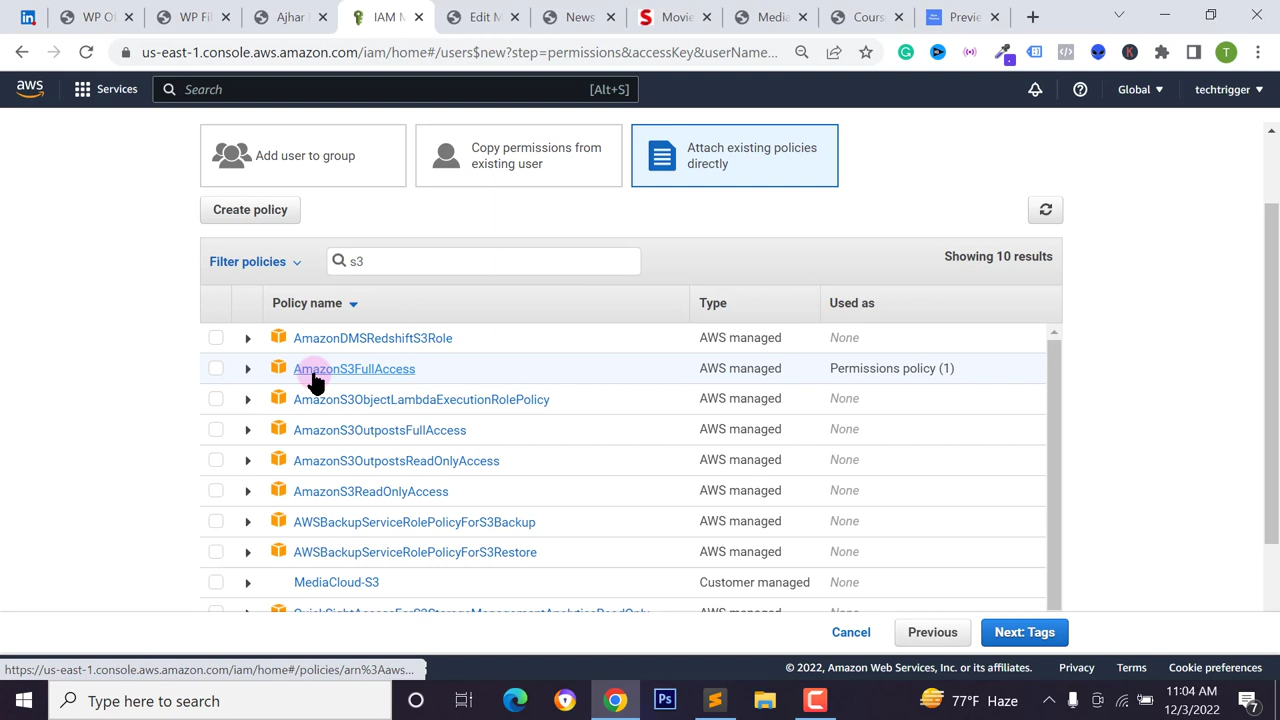 WP O
WP Fil
Ajhar
IAM M
Edit M
News
Movie
Media
Cours
Previe
us-east-1.console.aws.amazon.com/iam/home#/users$new?step=permissions&accessKey&userName...
T
aws
Services
Search
[Alt+S]
Global
techtrigger
Add user to group
Copy permissions from existing user
Attach existing policies directly
Create policy
Filter policies
s3
Showing 10 results
Policy name
Type
Used as
AmazonDMSRedshiftS3Role
AWS managed
None
AmazonS3FullAccess
AWS managed
Permissions policy (1)
AmazonS3ObjectLambdaExecutionRolePolicy
AWS managed
None
AmazonS3OutpostsFullAccess
AWS managed
None
AmazonS3OutpostsReadOnlyAccess
AWS managed
None
AmazonS3ReadOnlyAccess
AWS managed
None
AWSBackupServiceRolePolicyForS3Backup
AWS managed
None
AWSBackupServiceRolePolicyForS3Restore
AWS managed
None
MediaCloud-S3
Customer managed
None
Cancel
Previous
Next: Tags
https://us-east-1.console.aws.amazon.com/iam/home#/policies/arn%3Aaws...
© 2022, Amazon Web Services, Inc. or its affiliates.
Privacy
Terms
Cookie preferences
Type here to search
Ps
77°F Haze
11:04 AM
12/3/2022
7